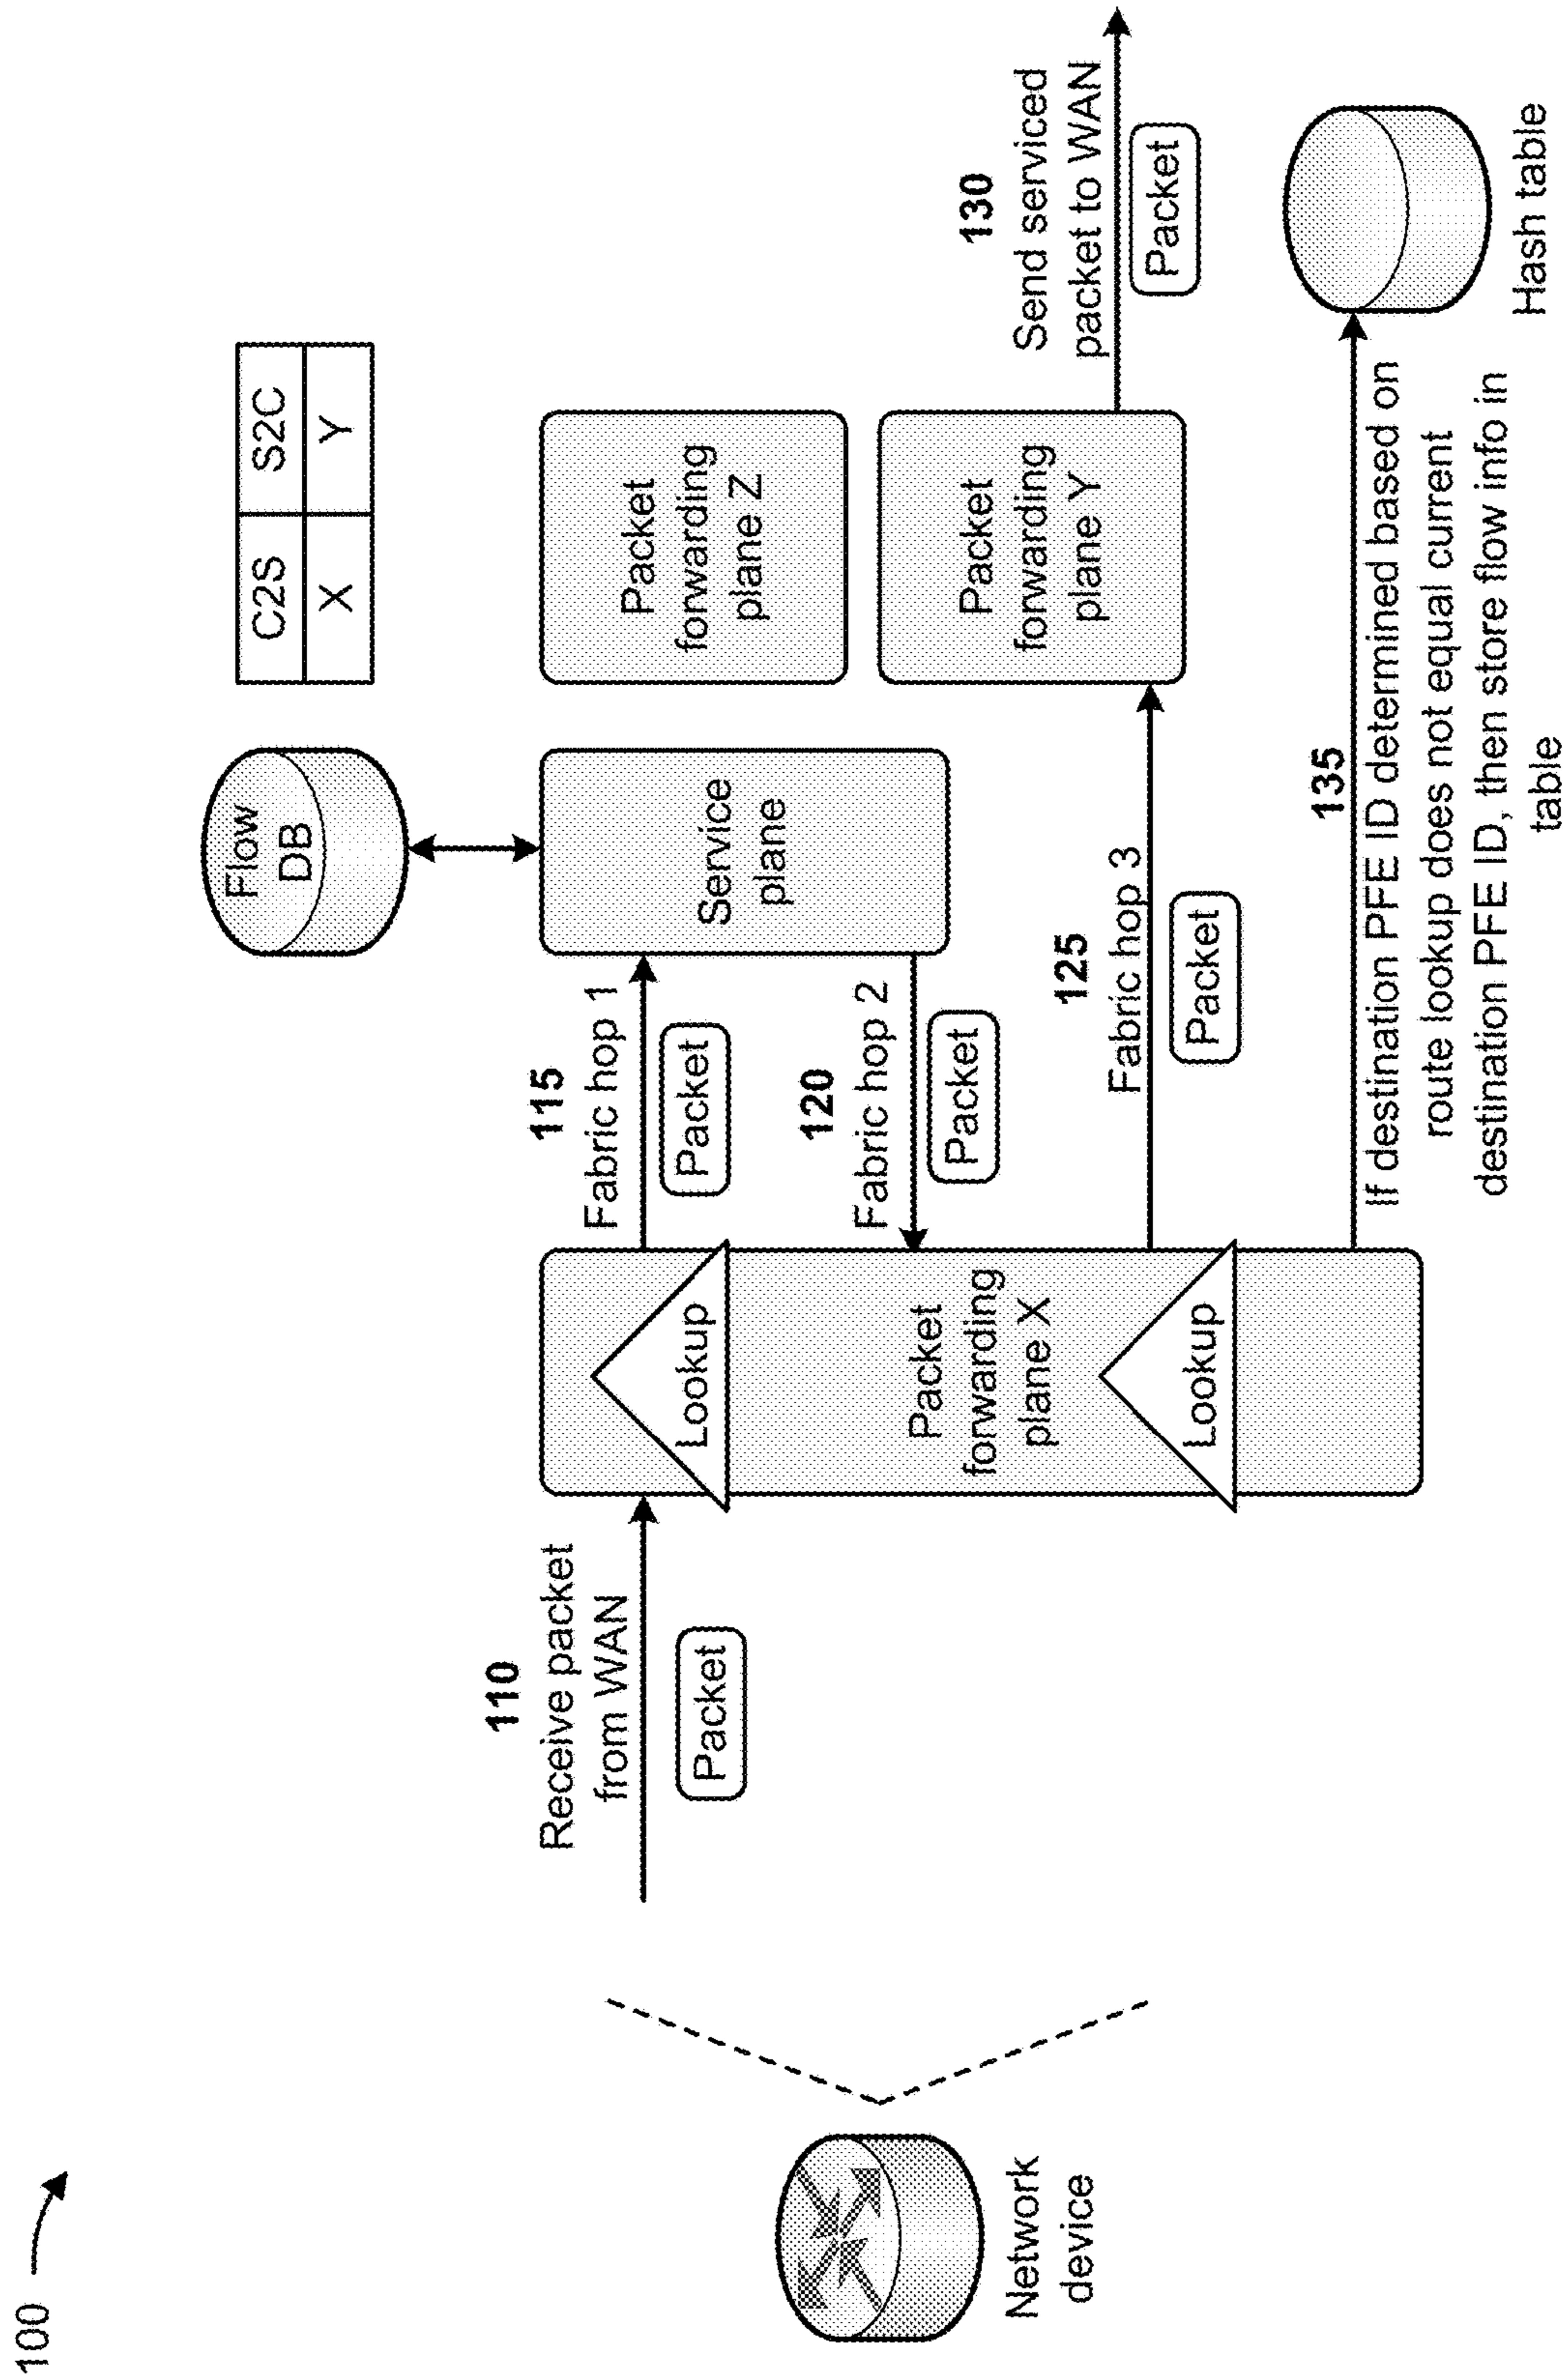 100
Network
device
110
Receive packet
from WAN
Packet
Lookup
Packet
forwarding
plane X
Lookup
115
Fabric hop 1
Packet
120
Fabric hop 2
Packet
125
Fabric hop 3
Packet
Flow
DB
Service
plane
C2S S2C
X Y
Packet
forwarding
plane Z
Packet
forwarding
plane Y
130
Send serviced
packet to WAN
Packet
135
If destination PFE ID determined based on
route lookup does not equal current
destination PFE ID, then store flow info in
table
Hash table